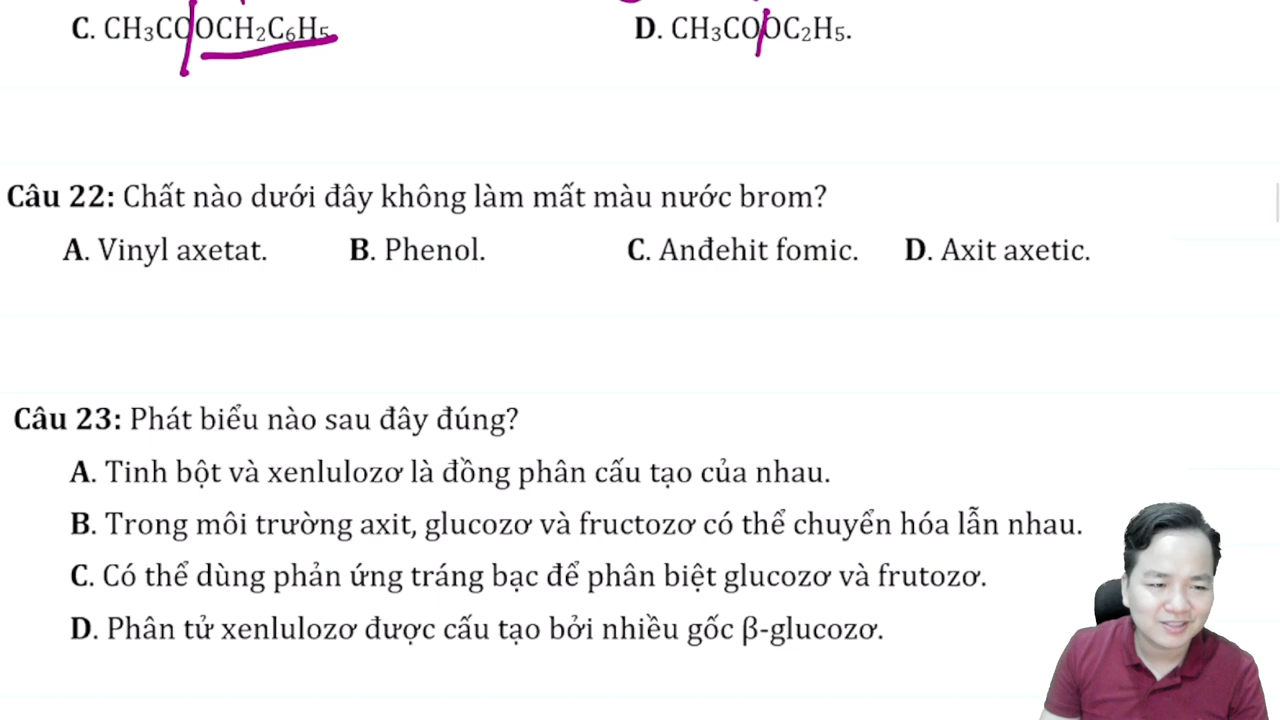 C. CH₃COOCH₂C₆H₅ D. CH₃COOC₂H₅.
Câu 22: Chất nào dưới đây không làm mất màu nước brom?
A. Vinyl axetat. B. Phenol. C. Anđehit fomic. D. Axit axetic.
Câu 23: Phát biểu nào sau đây đúng?
A. Tinh bột và xenlulozơ là đồng phân cấu tạo của nhau.
B. Trong môi trường axit, glucozơ và fructozơ có thể chuyển hóa lẫn nhau.
C. Có thể dùng phản ứng tráng bạc để phân biệt glucozơ và frutozơ.
D. Phân tử xenlulozơ được cấu tạo bởi nhiều gốc β-glucozơ.